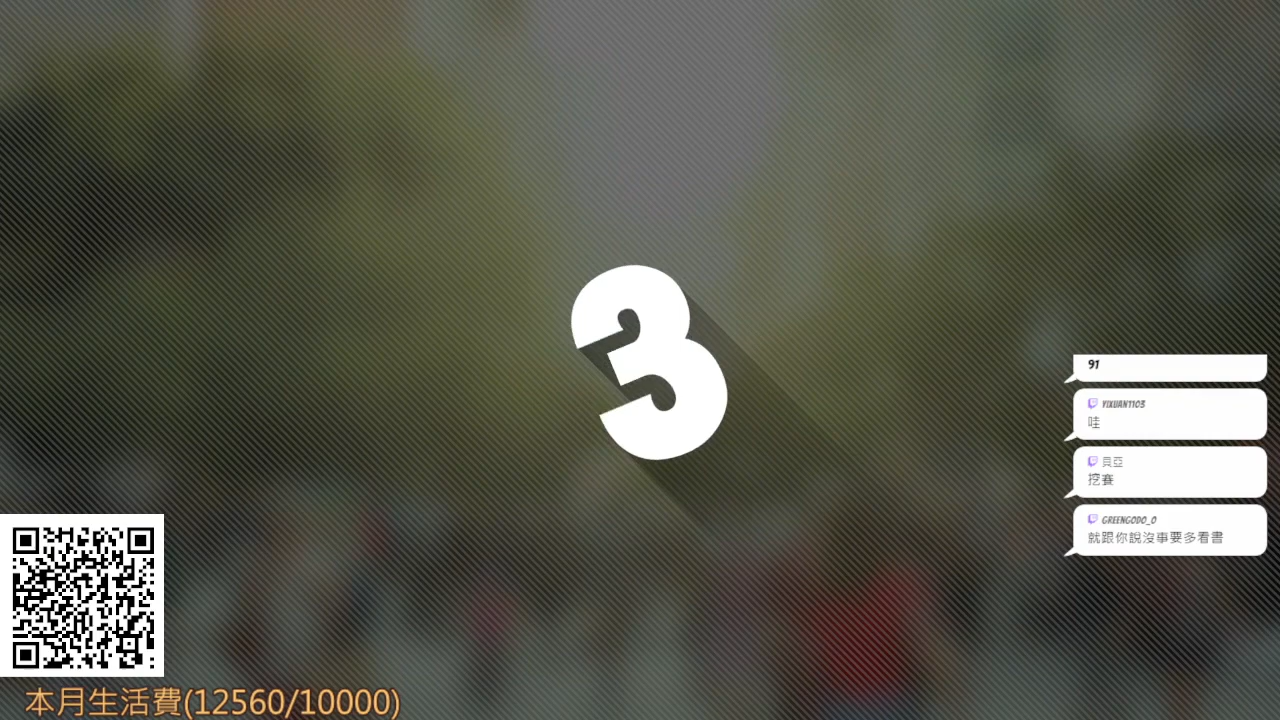 3
91
YIXUAN1103
哇
貝亞
挖賽
GREENGODO_O
就跟你說沒事要多看書
本月生活費(12560/10000)